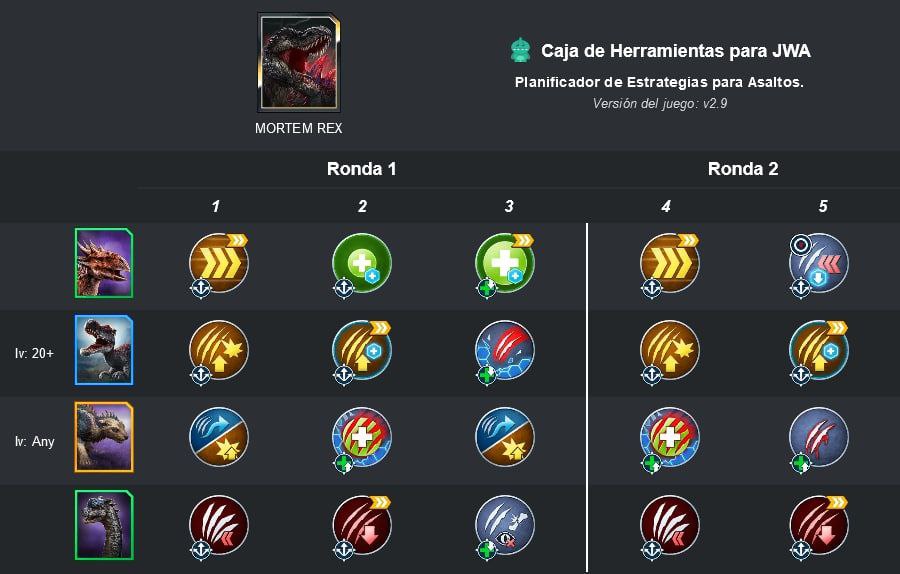 Caja de Herramientas para JWA
Planificador de Estrategias para Asaltos.
Versión del juego: v2.9
MORTEM REX
Ronda 1
Ronda 2
1
2
3
4
5
lv: 20+
lv: Any